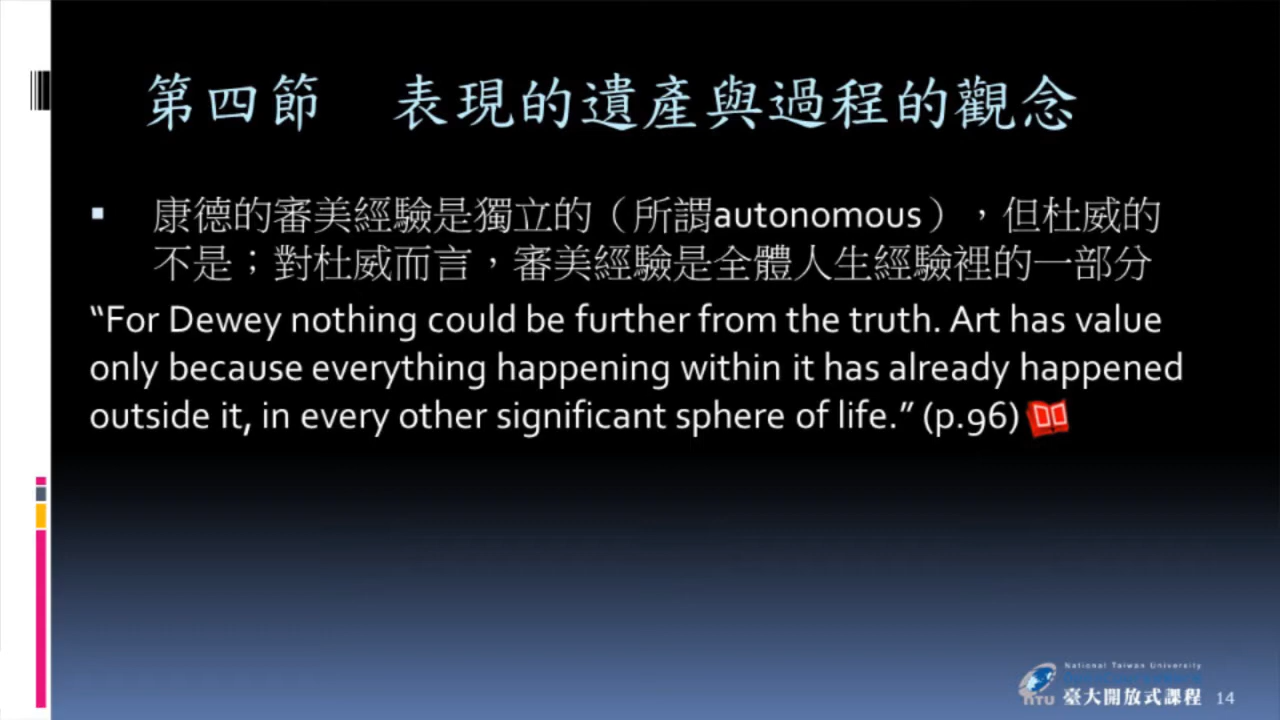 第四節　表現的遺產與過程的觀念
康德的審美經驗是獨立的（所謂autonomous），但杜威的
不是；對杜威而言，審美經驗是全體人生經驗裡的一部分
“For Dewey nothing could be further from the truth. Art has value
only because everything happening within it has already happened
outside it, in every other significant sphere of life.” (p.96)
National Taiwan University
NTU 臺大開放式課程 14